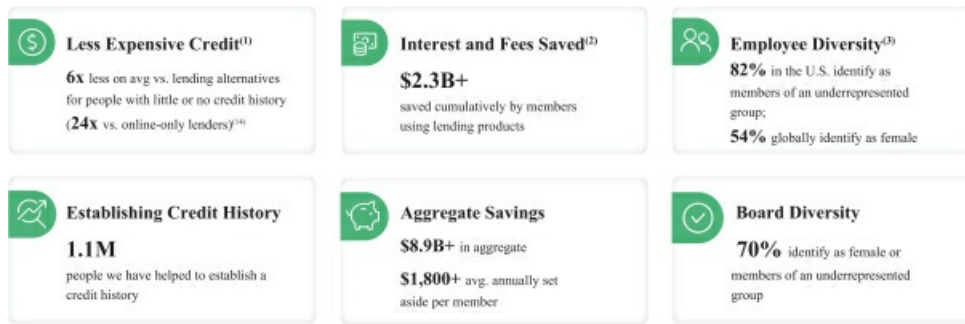 Less Expensive Credit(1)
6x less on avg vs. lending alternatives
for people with little or no credit history
(24x vs. online-only lenders)(14)
Interest and Fees Saved(2)
$2.3B+
saved cumulatively by members
using lending products
Employee Diversity(3)
82% in the U.S. identify as
members of an underrepresented
group;
54% globally identify as female
Establishing Credit History
1.1M
people we have helped to establish a
credit history
Aggregate Savings
$8.9B+ in aggregate
$1,800+ avg. annually set
aside per member
Board Diversity
70% identify as female or
members of an underrepresented
group